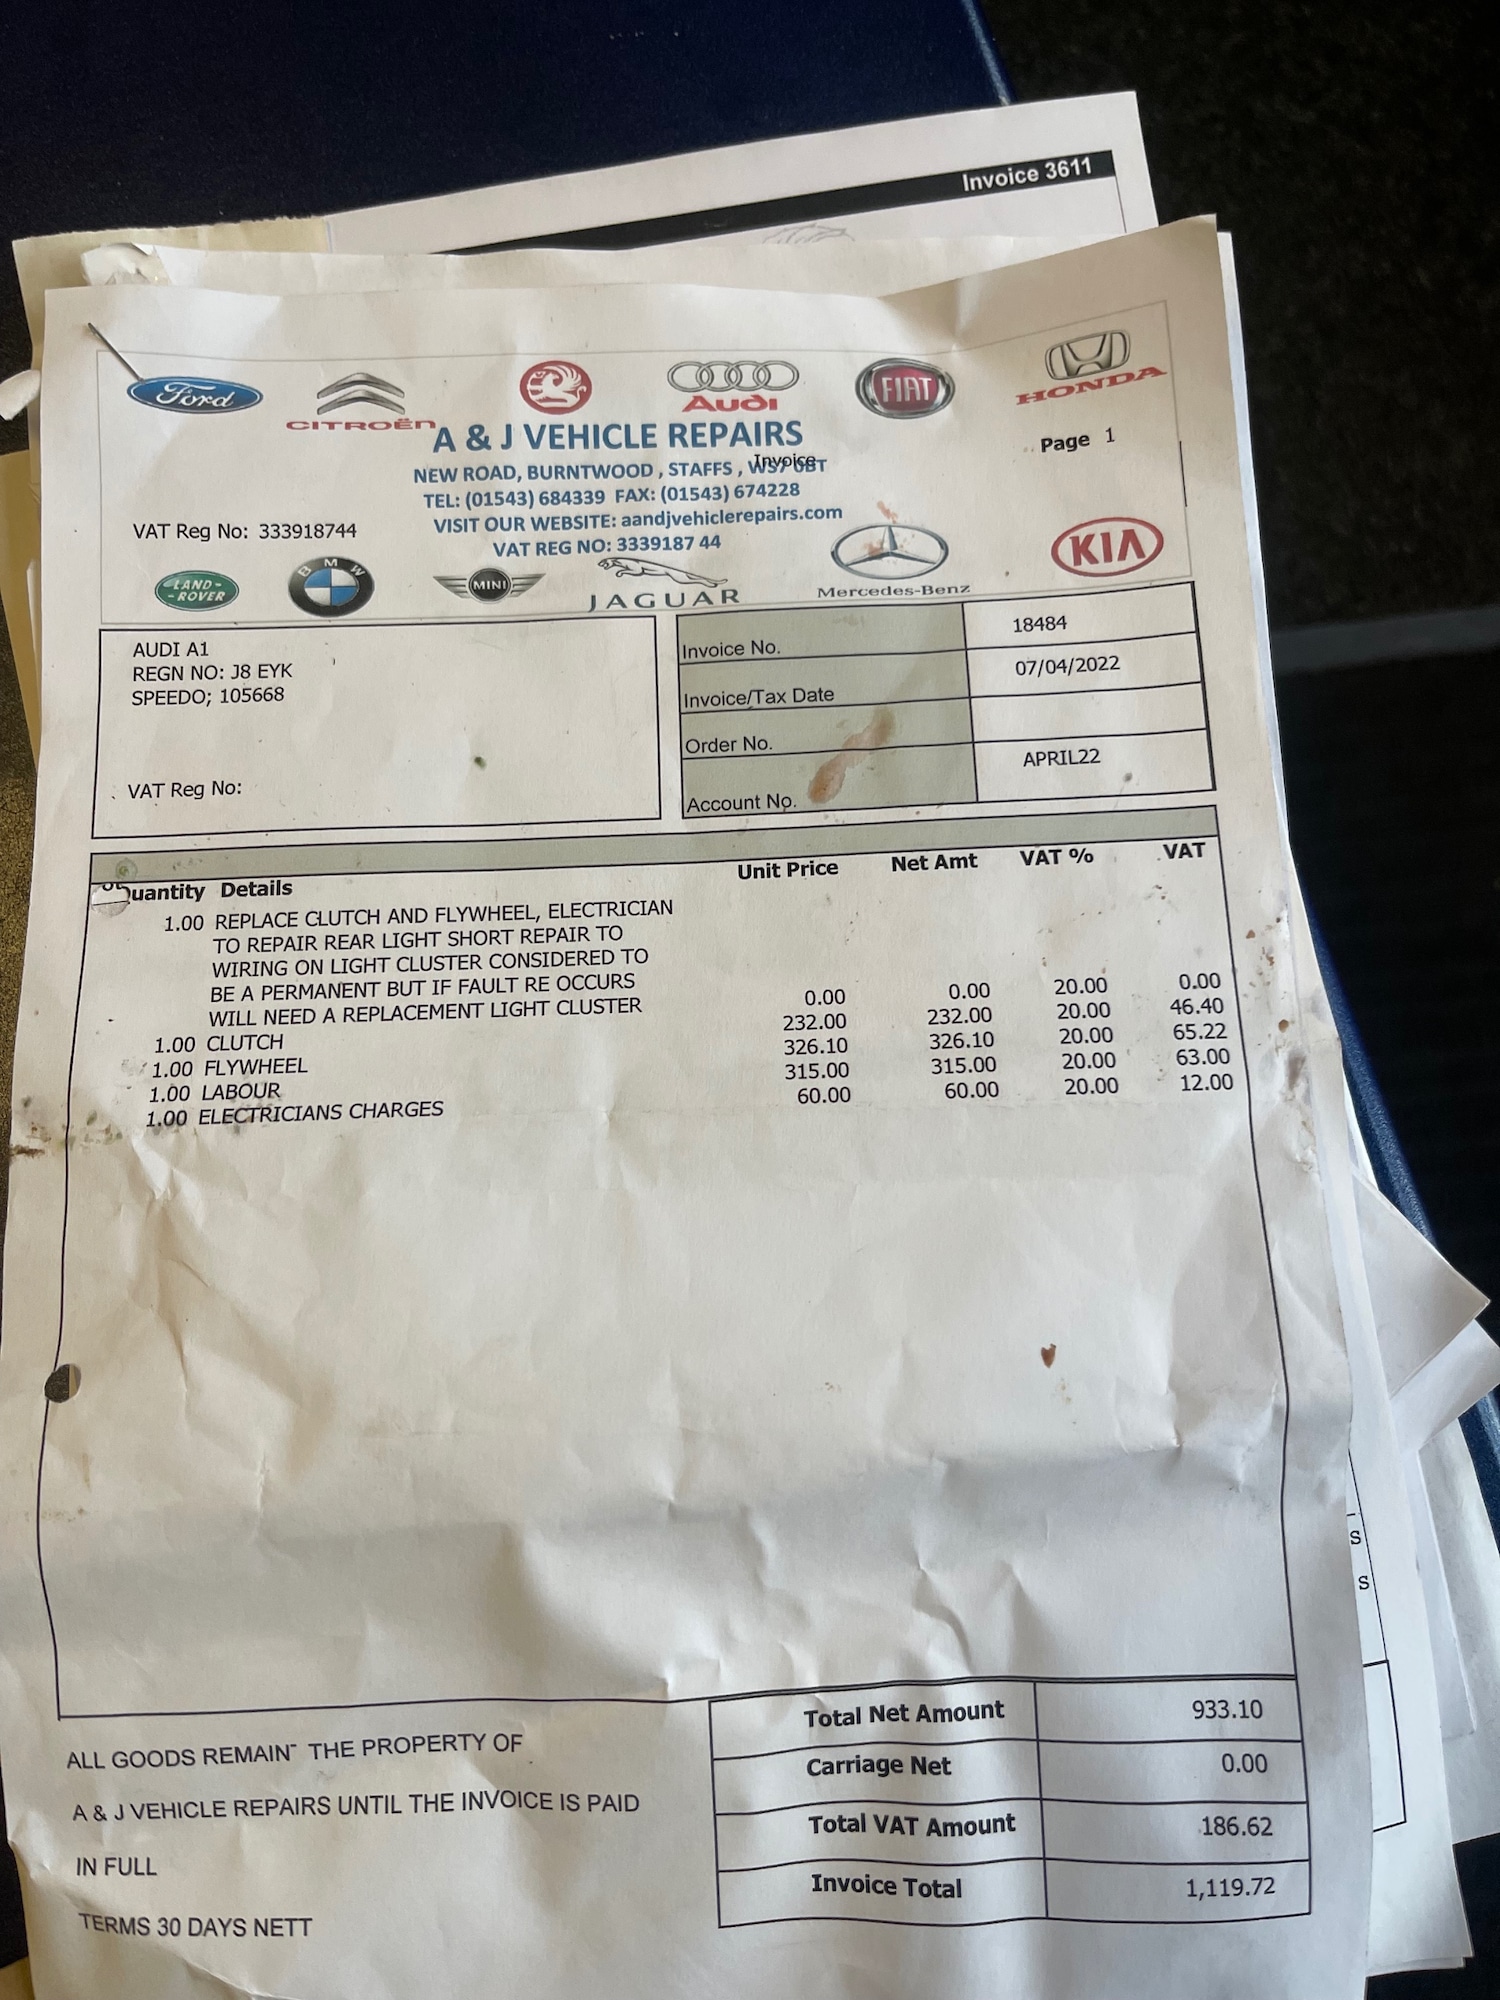 Invoice 3611
Ford
CITROËN
Audi
FIAT
HONDA
A & J VEHICLE REPAIRS
Page 1
Invoice
NEW ROAD, BURNTWOOD , STAFFS ,
TEL: (01543) 684339 FAX: (01543) 674228
VISIT OUR WEBSITE: aandjvehiclerepairs.com
VAT Reg No: 333918744
VAT REG NO: 3339187 44
LAND-
-ROVER
BMW
MINI
JAGUAR
Mercedes-Benz
KIA
AUDI A1
REGN NO: J8 EYK
SPEEDO; 105668
VAT Reg No:
Invoice No. 18484
Invoice/Tax Date 07/04/2022
Order No.
Account No. APRIL22
Quantity Details Unit Price Net Amt VAT % VAT
1.00 REPLACE CLUTCH AND FLYWHEEL, ELECTRICIAN
TO REPAIR REAR LIGHT SHORT REPAIR TO
WIRING ON LIGHT CLUSTER CONSIDERED TO
BE A PERMANENT BUT IF FAULT RE OCCURS
WILL NEED A REPLACEMENT LIGHT CLUSTER 0.00 0.00 20.00 0.00
1.00 CLUTCH 232.00 232.00 20.00 46.40
1.00 FLYWHEEL 326.10 326.10 20.00 65.22
1.00 LABOUR 315.00 315.00 20.00 63.00
1.00 ELECTRICIANS CHARGES 60.00 60.00 20.00 12.00
Total Net Amount 933.10
Carriage Net 0.00
Total VAT Amount 186.62
Invoice Total 1,119.72
ALL GOODS REMAIN THE PROPERTY OF
A & J VEHICLE REPAIRS UNTIL THE INVOICE IS PAID
IN FULL
TERMS 30 DAYS NETT
S
S